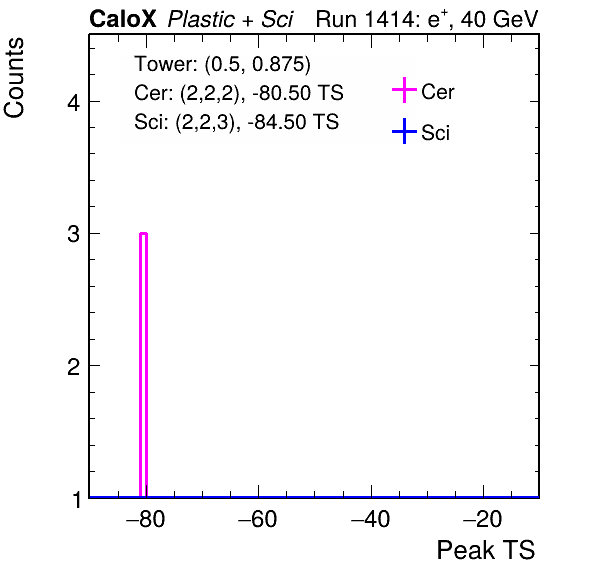 CaloX Plastic + Sci Run 1414: e⁺, 40 GeV
Counts
Tower: (0.5, 0.875)
Cer: (2,2,2), -80.50 TS
Sci: (2,2,3), -84.50 TS
Cer
Sci
4
3
2
1
−80 −60 −40 −20
Peak TS